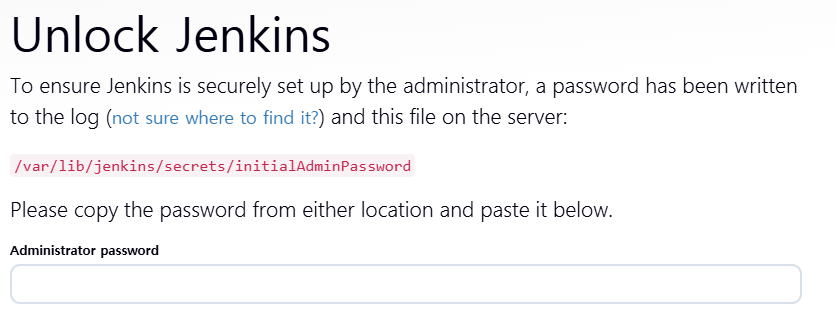 Unlock Jenkins
To ensure Jenkins is securely set up by the administrator, a password has been written
to the log (not sure where to find it?) and this file on the server:
/var/lib/jenkins/secrets/initialAdminPassword
Please copy the password from either location and paste it below.
Administrator password